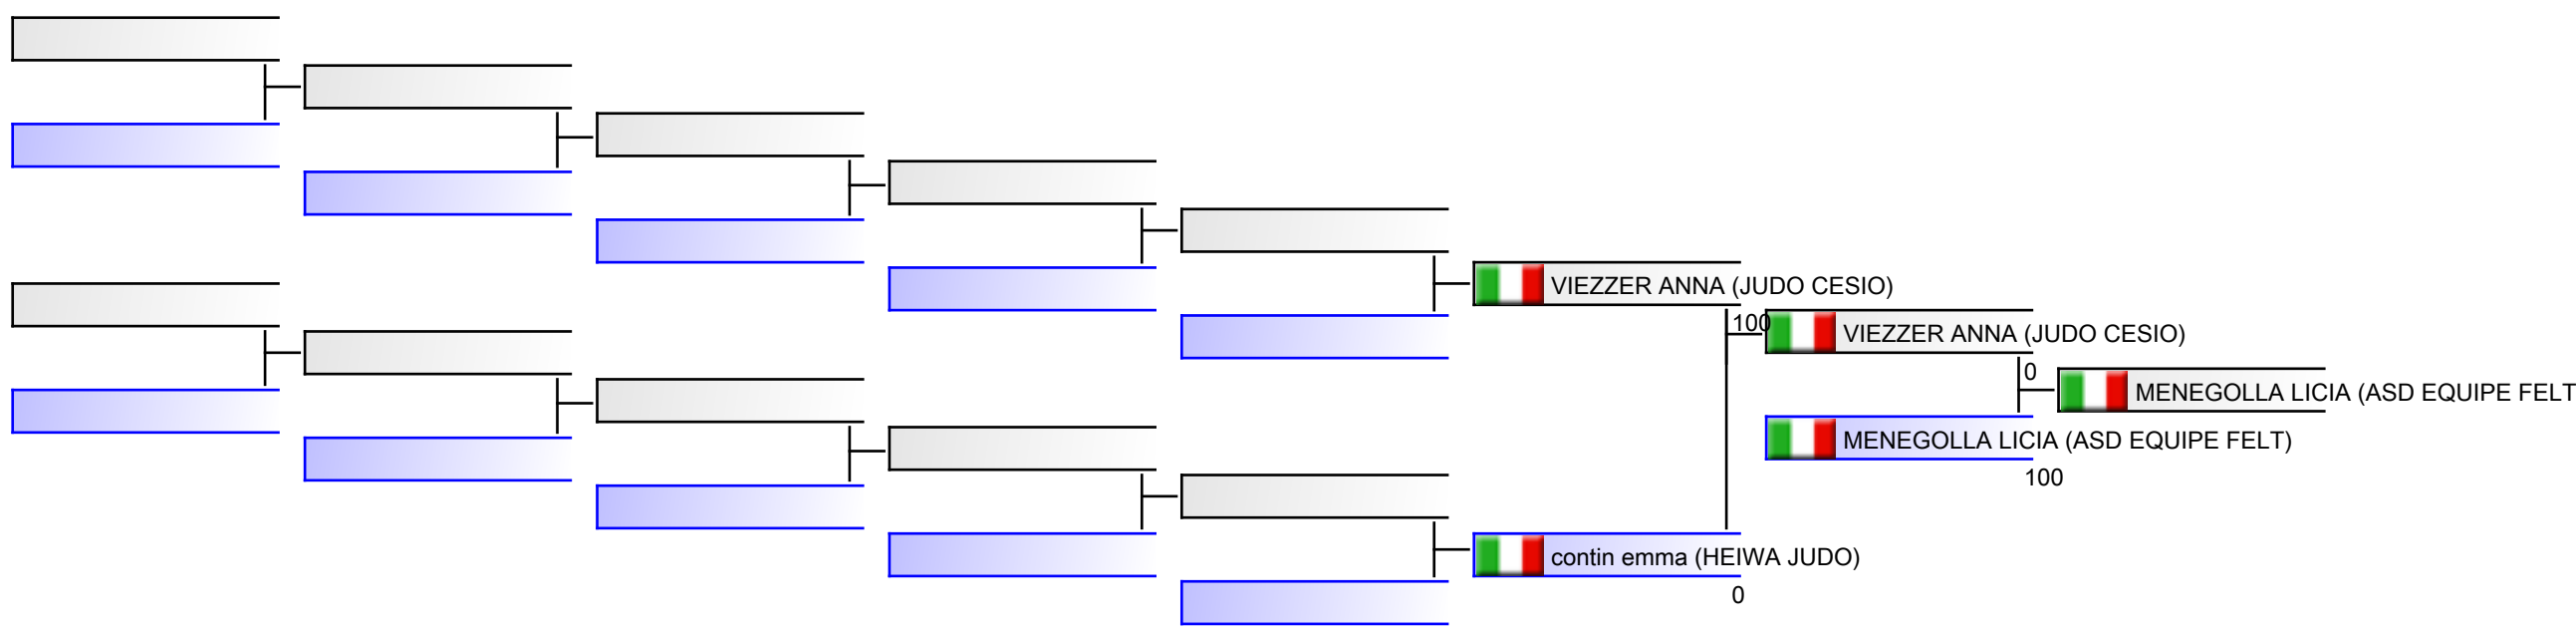 VIEZZER ANNA (JUDO CESIO)
100
VIEZZER ANNA (JUDO CESIO)
0
MENEGOLLA LICIA (ASD EQUIPE FELT
MENEGOLLA LICIA (ASD EQUIPE FELT)
100
contin emma (HEIWA JUDO)
0